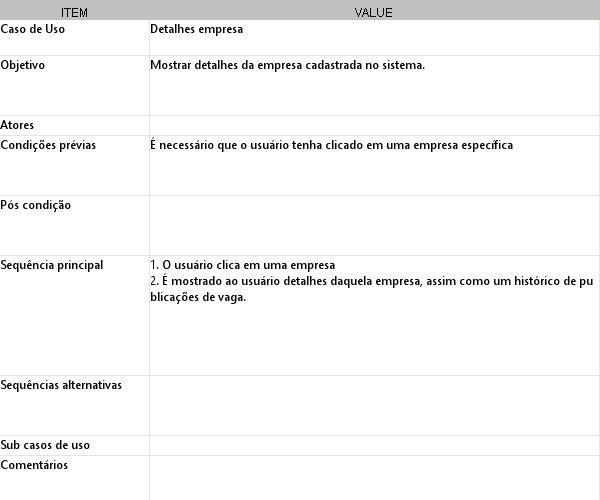 ITEM VALUE
Caso de Uso Detalhes empresa
Objetivo Mostrar detalhes da empresa cadastrada no sistema.
Atores
Condições prévias É necessário que o usuário tenha clicado em uma empresa específica
Pós condição
Sequência principal 1. O usuário clica em uma empresa
2. É mostrado ao usuário detalhes daquela empresa, assim como um histórico de pu
blicações de vaga.
Sequências alternativas
Sub casos de uso
Comentários